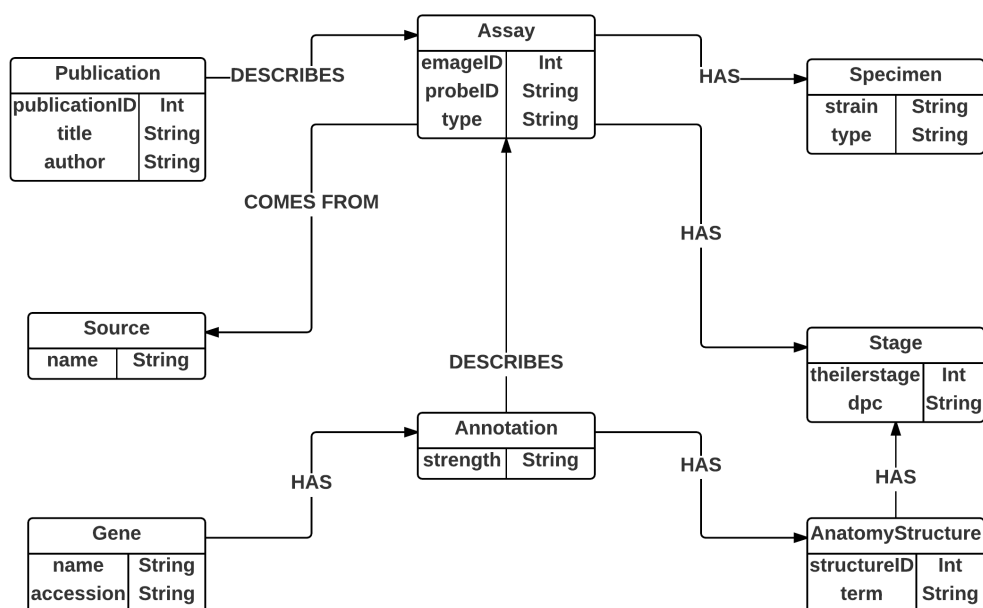 Assay
emageID Int
probeID String
type String
Publication
publicationID Int
title String
author String
DESCRIBES
HAS
Specimen
strain String
type String
COMES FROM
HAS
Source
name String
Stage
theilerstage Int
dpc String
DESCRIBES
Annotation
strength String
HAS
HAS
HAS
Gene
name String
accession String
AnatomyStructure
structureID Int
term String